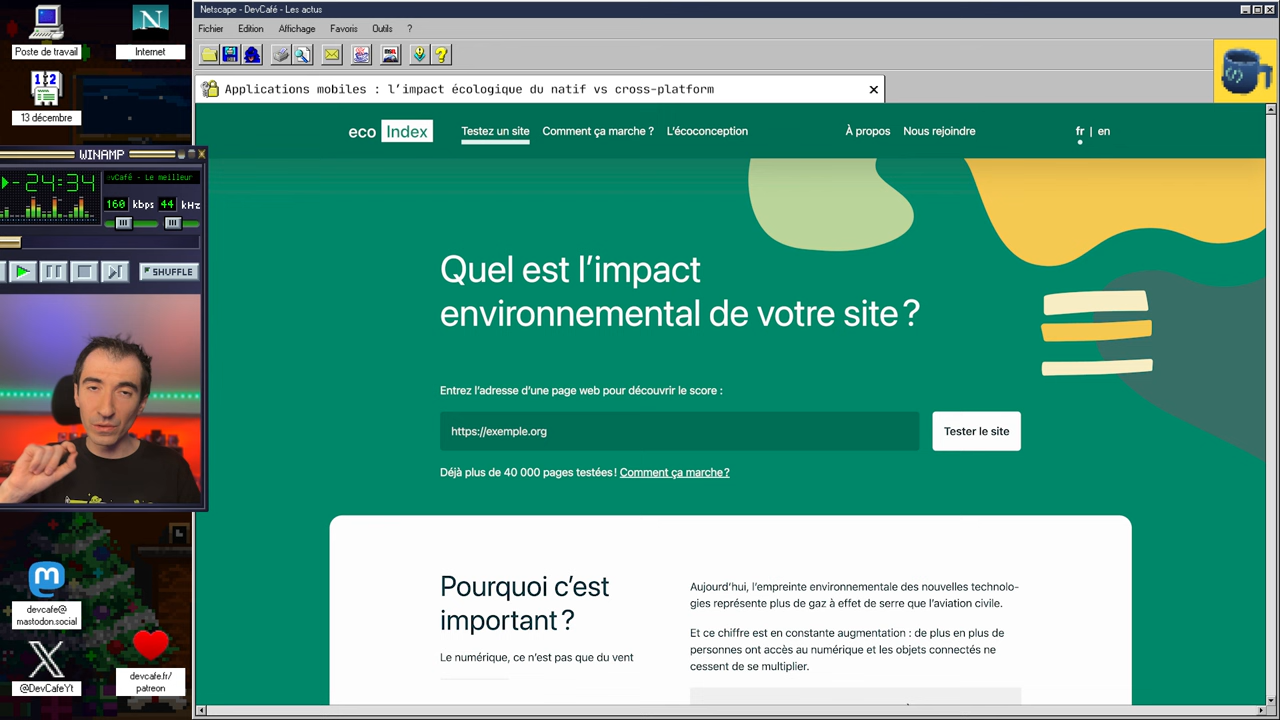 Poste de travail
Internet
13 décembre
WINAMP
-24:34
evCafé - Le meilleur
160 kbps 44 kHz
SHUFFLE
devcafe@
mastodon.social
@DevCafeYt
devcafe.fr/
patreon
Netscape - DevCafé - Les actus
Fichier Edition Affichage Favoris Outils ?
Applications mobiles : l’impact écologique du natif vs cross-platform
eco Index
Testez un site Comment ça marche ? L’écoconception À propos Nous rejoindre fr | en
Quel est l’impact
environnemental de votre site ?
Entrez l’adresse d’une page web pour découvrir le score :
https://exemple.org
Tester le site
Déjà plus de 40 000 pages testées ! Comment ça marche ?
Pourquoi c’est
important ?
Le numérique, ce n’est pas que du vent
Aujourd’hui, l’empreinte environnementale des nouvelles technolo-
gies représente plus de gaz à effet de serre que l’aviation civile.
Et ce chiffre est en constante augmentation : de plus en plus de
personnes ont accès au numérique et les objets connectés ne
cessent de se multiplier.